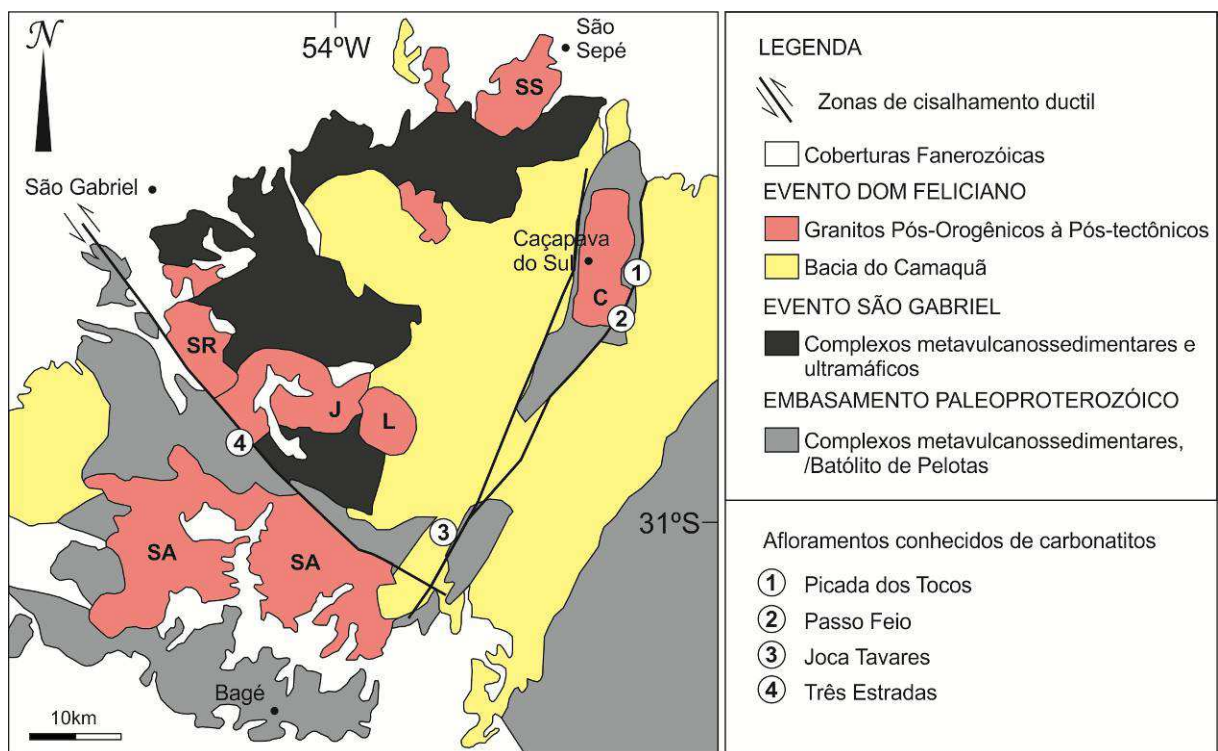 N
54ºW
São
Sepé
SS
São Gabriel
Caçapava
do Sul
1
C
2
SR
J
L
4
31ºS
3
SA
SA
Bagé
10km
LEGENDA
Zonas de cisalhamento ductil
Coberturas Fanerozóicas
EVENTO DOM FELICIANO
Granitos Pós-Orogênicos à Pós-tectônicos
Bacia do Camaquã
EVENTO SÃO GABRIEL
Complexos metavulcanossedimentares e
ultramáficos
EMBASAMENTO PALEOPROTEROZÓICO
Complexos metavulcanossedimentares,
/Batólito de Pelotas
Afloramentos conhecidos de carbonatitos
1 Picada dos Tocos
2 Passo Feio
3 Joca Tavares
4 Três Estradas